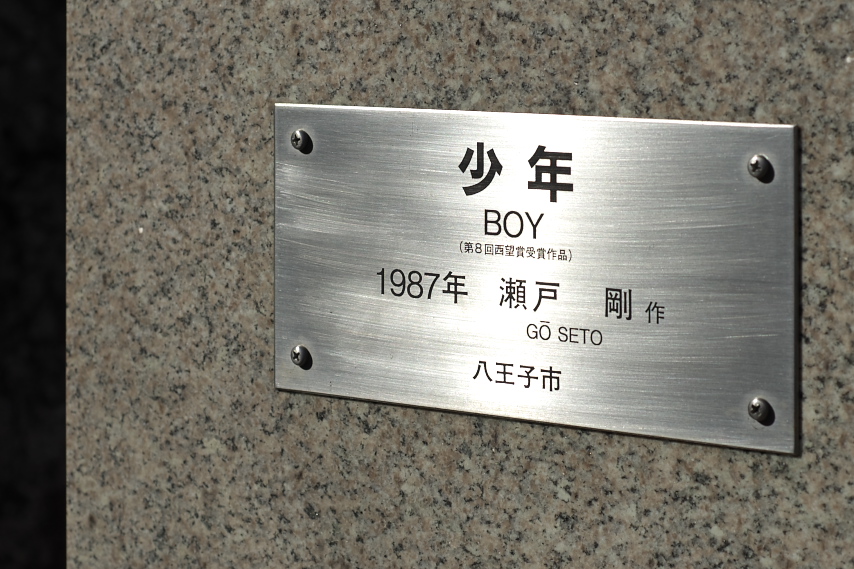 少年
BOY
(第8回西望賞受賞作品)
1987年 瀬戸 剛 作
GŌ SETO
八王子市